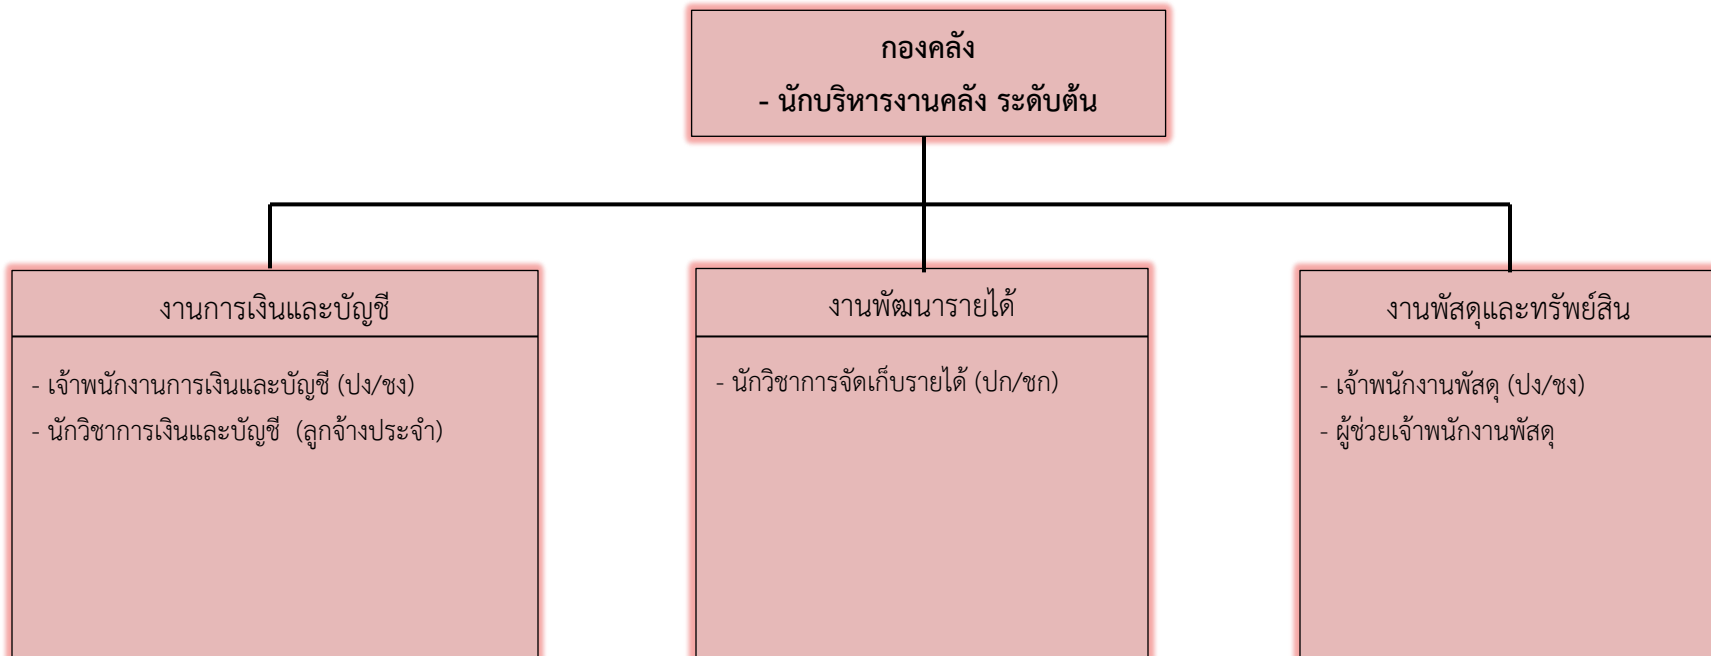 กองคลัง
- นักบริหารงานคลัง ระดับต้น
งานการเงินและบัญชี
- เจ้าพนักงานการเงินและบัญชี (ปง/ชง)
- นักวิชาการเงินและบัญชี (ลูกจ้างประจำ)
งานพัฒนารายได้
- นักวิชาการจัดเก็บรายได้ (ปก/ชก)
งานพัสดุและทรัพย์สิน
- เจ้าพนักงานพัสดุ (ปง/ชง)
- ผู้ช่วยเจ้าพนักงานพัสดุ